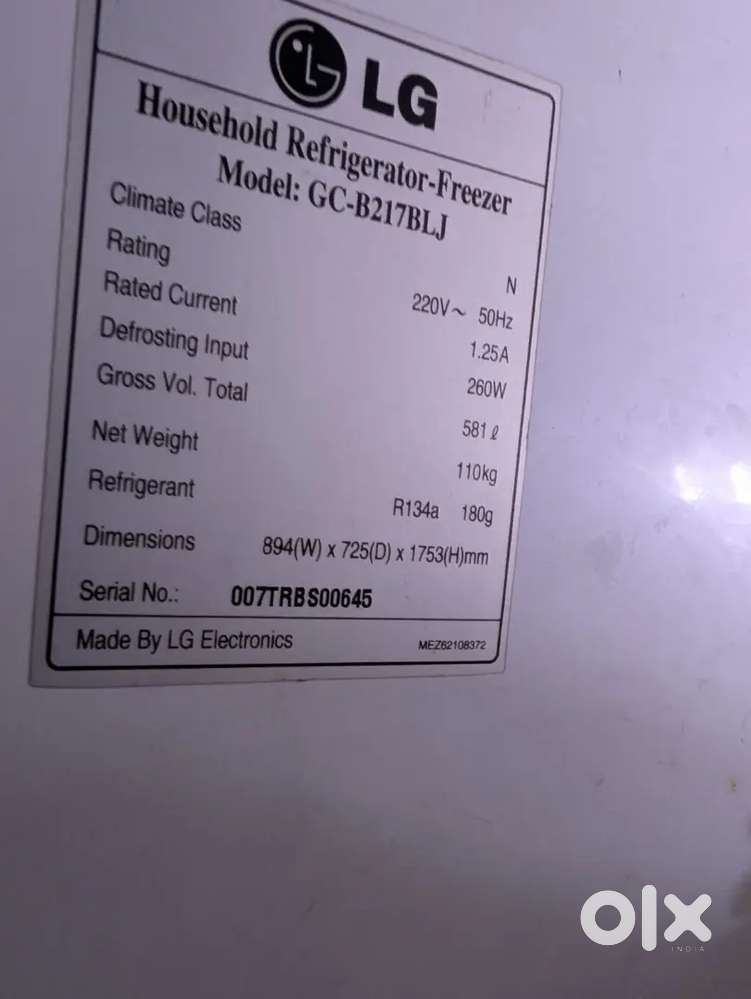 LG
Household Refrigerator-Freezer
Model: GC-B217BLJ
Climate Class N
Rating 220V~ 50Hz
Rated Current 1.25A
Defrosting Input 260W
Gross Vol. Total 581ℓ
Net Weight 110kg
Refrigerant R134a 180g
Dimensions 894(W) x 725(D) x 1753(H)mm
Serial No.: 007TRBS00645
Made By LG Electronics MEZ62108372
olx
INDIA